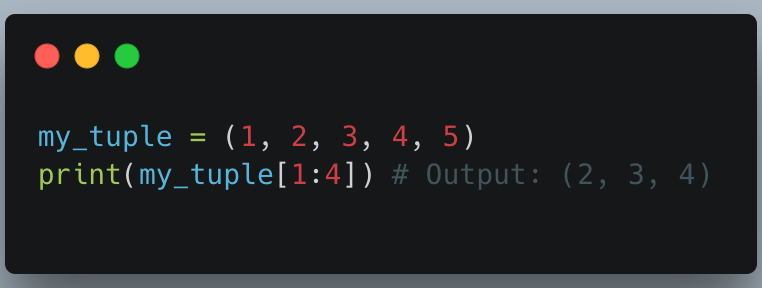 my_tuple = (1, 2, 3, 4, 5)
print(my_tuple[1:4]) # Output: (2, 3, 4)